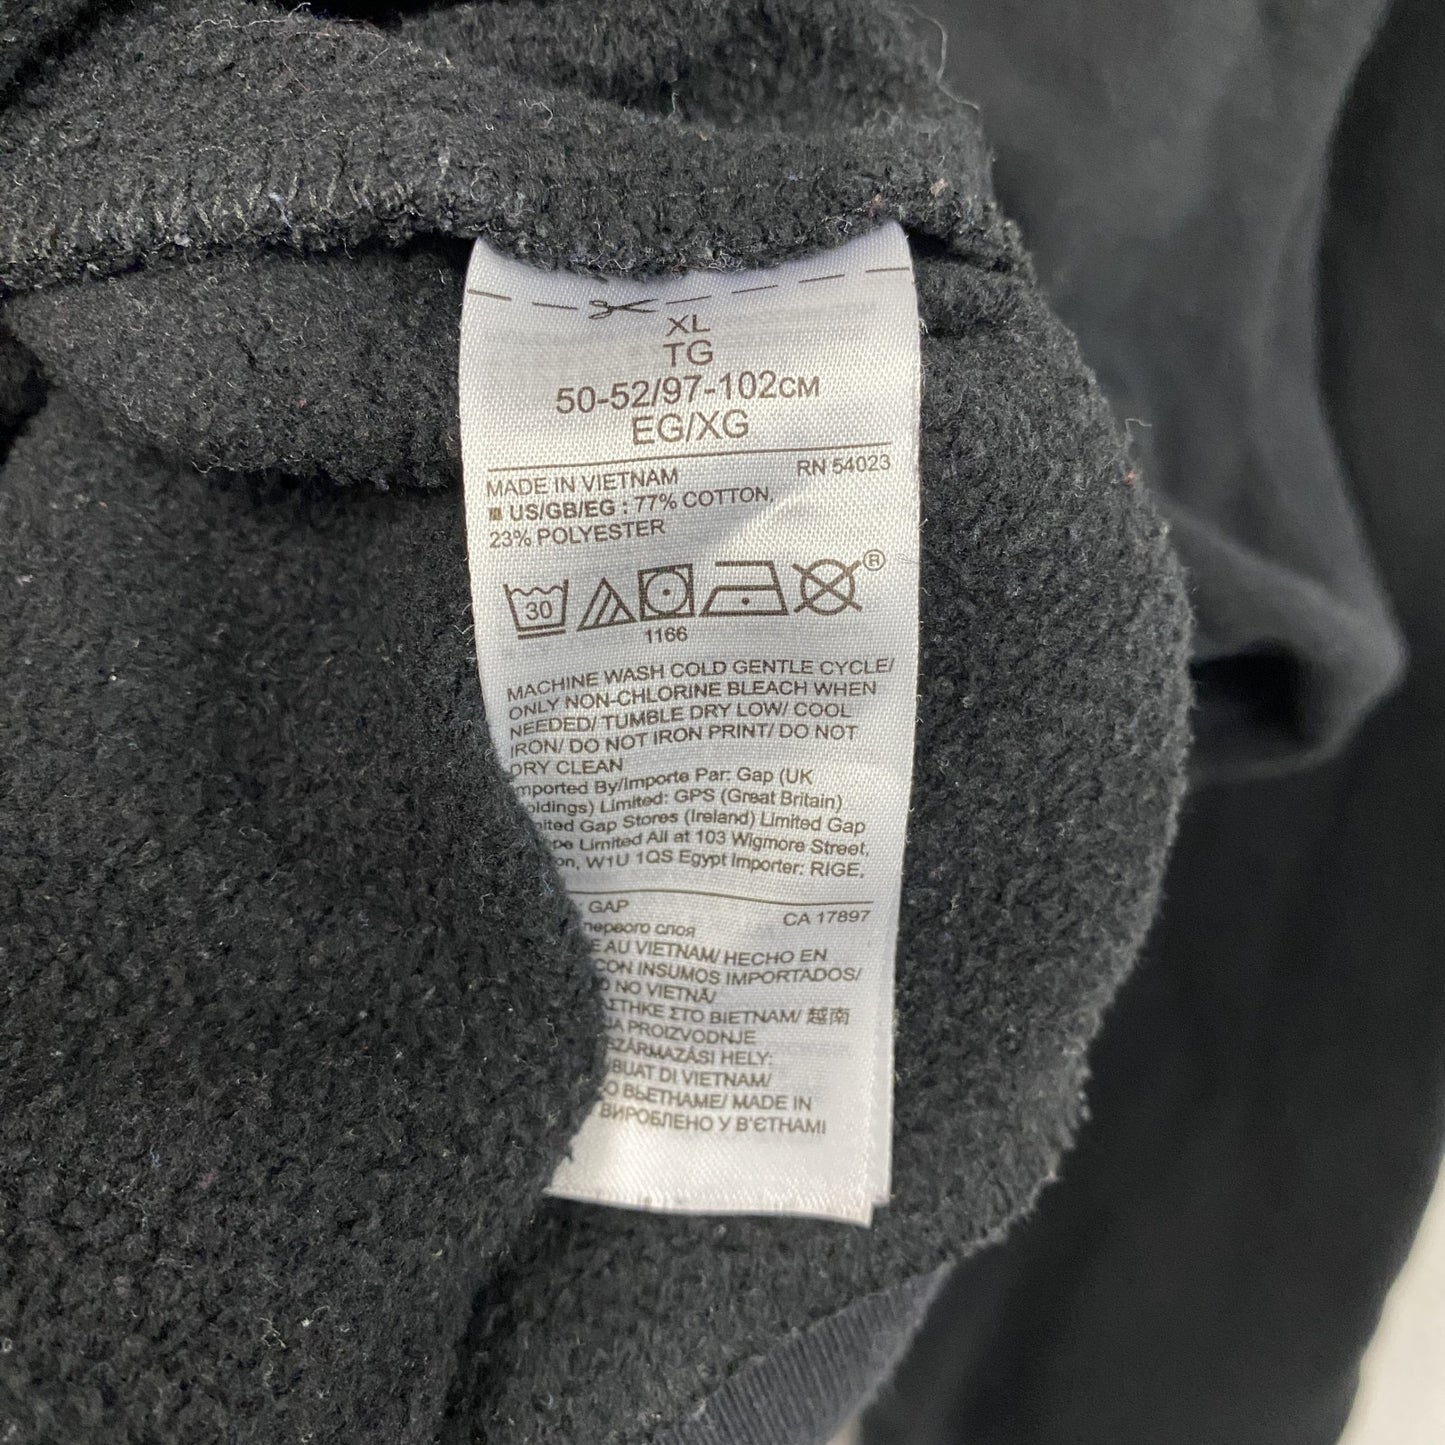 XL
TG
50-52/97-102CM
EG/XG
MADE IN VIETNAM RN 54023
US/GB/EG : 77% COTTON,
23% POLYESTER
30 ®
1166
MACHINE WASH COLD GENTLE CYCLE/
ONLY NON-CHLORINE BLEACH WHEN
NEEDED/ TUMBLE DRY LOW/ COOL
IRON/ DO NOT IRON PRINT/ DO NOT
DRY CLEAN
Imported By/Importe Par: Gap (UK
Limited: GPS (Great Britain)
Gap Stores (Ireland) Limited Gap
Limited All at 103 Wigmore Street,
W1U 1QS Egypt Importer: RIGE,
GAP CA 17897
первого слоя
AU VIETNAM/ HECHO EN
CON INSUMOS IMPORTADOS/
NO VIETNÃ/
ΣΤΟ ΒΙΕΤΝΑΜ/ 越南
PROIZVODNJE
HELY:
DI VIETNAM/
ВЬЕТНАМЕ/ MADE IN
ВИРОБЛЕНО У В'ЄТНАМІ